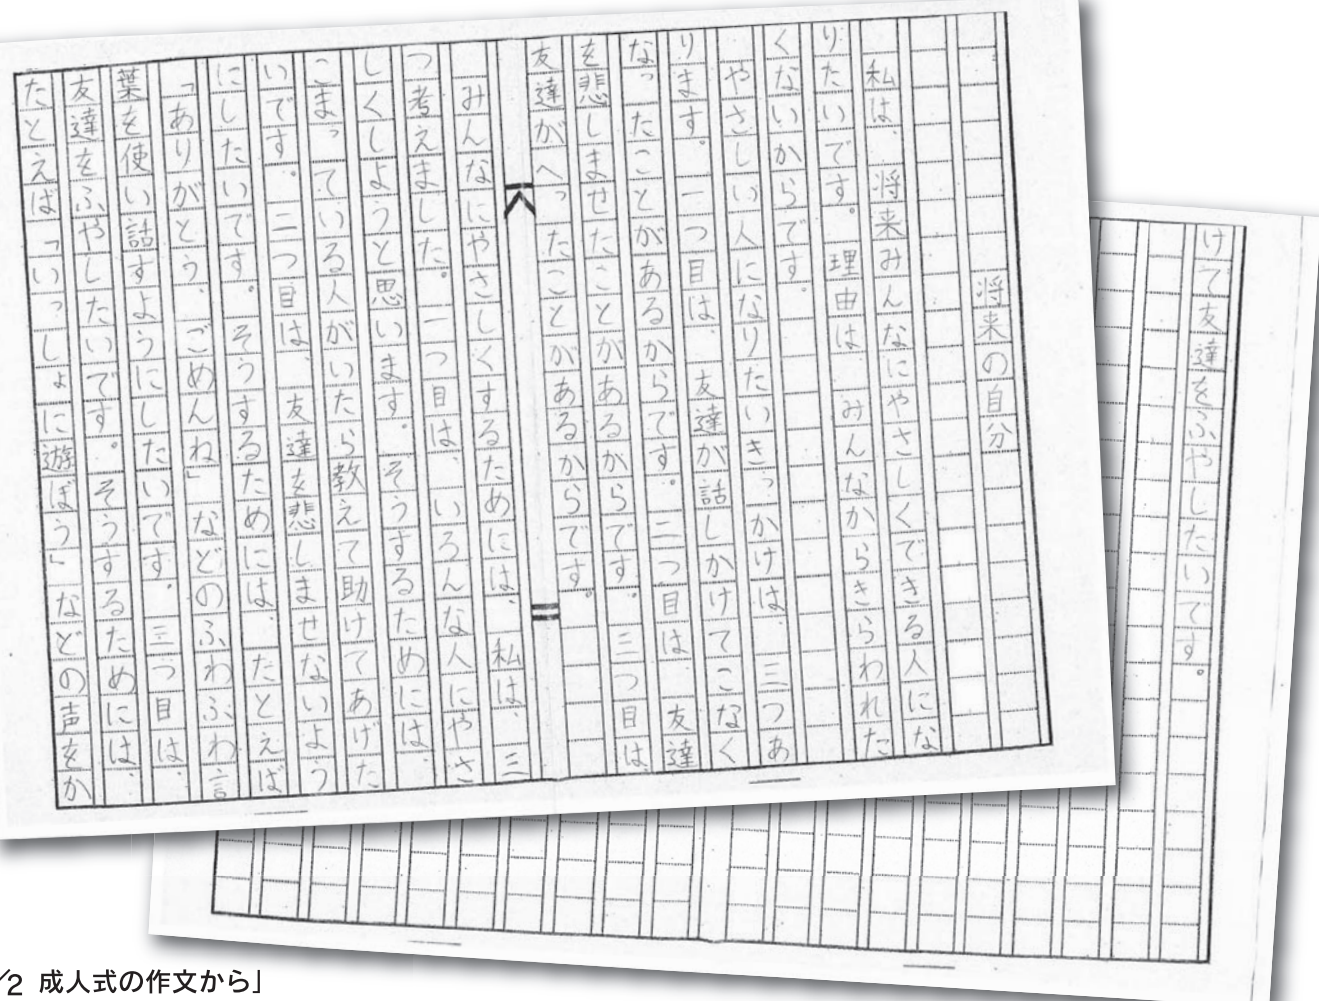 将来の自分
私は、将来みんなにやさしくできる人にな
りたいです。理由は、みんなからきらわれた
くないからです。
やさしい人になりたいきっかけは、三つあ
ります。一つ目は、友達が話しかけてこなく
なったことがあるからです。二つ目は、友達
を悲しませたことがあるがらです。三つ目は、
友達がへったことがあるからです。
みんなにやさしくするためには、私は、三
つ考えました。一つ目は、いろんな人にやさ
しくしようと思います。そうするためには、
こまっている人がいたら教えて助けてあげた
いです。二つ目は、友達を悲しませないよう
にしたいです。そうするためには、たとえば
「ありがとう、ごめんね」などのふわふわ言
葉を使い話すようにしたいです。三つ目は、
友達をふやしたいです。そうするためには、
たとえば「いっしょに遊ぼう」などの声をか
けて友達をふやしたいです。
2 成人式の作文から」